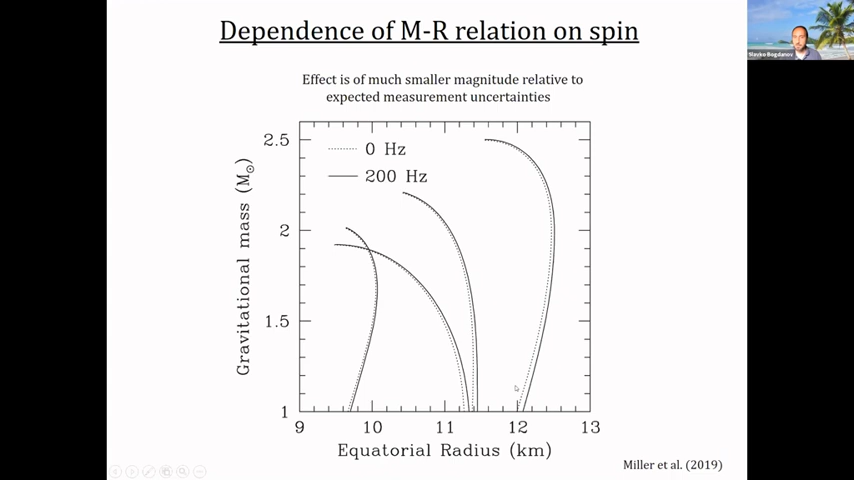 Dependence of M-R relation on spin
Slavko Bogdanov
Effect is of much smaller magnitude relative to
expected measurement uncertainties
2.5
0 Hz
200 Hz
2
1.5
1
Gravitational mass (M⊙)
9 10 11 12 13
Equatorial Radius (km)
Miller et al. (2019)